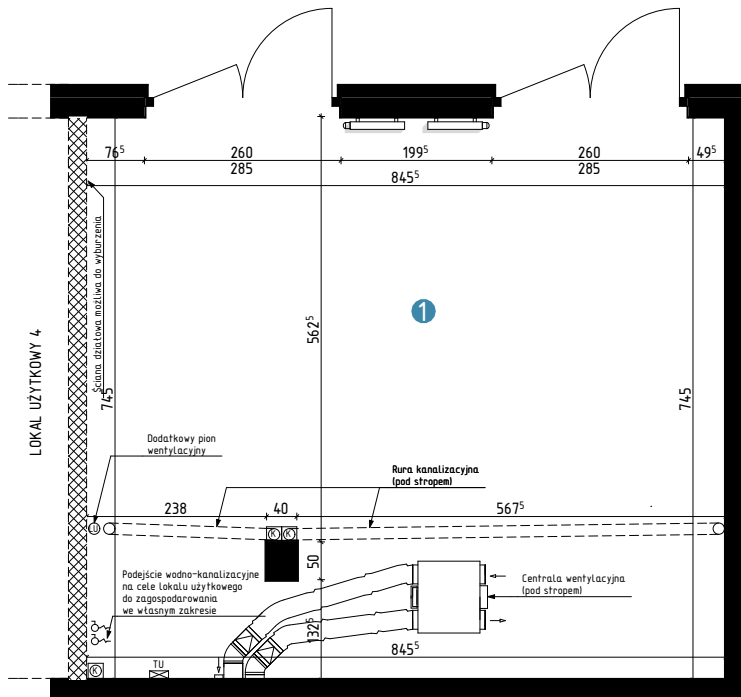 76⁵
260
285
199⁵
260
285
49⁵
845⁵
Ściana działowa możliwa do wyburzenia
1
562⁵
LOKAL UŻYTKOWY 4
745
745
Dodatkowy pion
wentylacyjny
Rura kanalizacyjna
(pod stropem)
238
40
567⁵
LU
K
K
50
Podejście wodno-kanalizacyjne
na cele lokalu użytkowego
do zagospodarowania
we własnym zakresie
Centrala wentylacyjna
(pod stropem)
132⁵
845⁵
K
TU